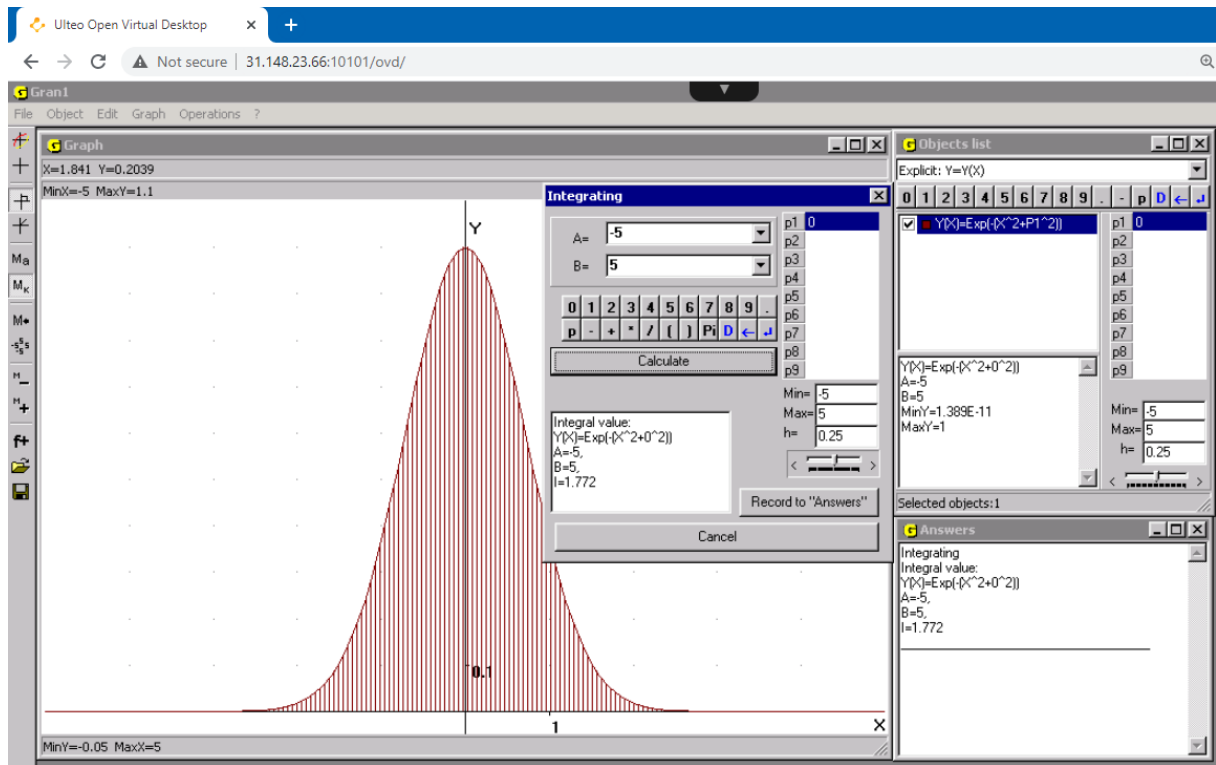 Ulteo Open Virtual Desktop
Not secure | 31.148.23.66:10101/ovd/
Gran1
File Object Edit Graph Operations ?
Graph
X=1.841 Y=0.2039
MinX=-5 MaxY=1.1
Y
0.1
1
X
MinY=-0.05 MaxX=5
Ma
Mк
M
-s s s
M
M+
f+
Integrating
A= -5
B= 5
0 1 2 3 4 5 6 7 8 9 .
p - + * / ( ) Pi D ← ↲
Calculate
p1 0
p2
p3
p4
p5
p6
p7
p8
p9
Min= -5
Max= 5
h= 0.25
< >
Integral value:
Y(X)=Exp(-(X^2+0^2))
A=-5,
B=5,
I=1.772
Record to "Answers"
Cancel
Objects list
Explicit: Y=Y(X)
0 1 2 3 4 5 6 7 8 9 . - p D ← ↲
Y(X)=Exp(-(X^2+P1^2))
p1 0
p2
p3
p4
p5
p6
p7
p8
p9
Y(X)=Exp(-(X^2+0^2))
A=-5
B=5
MinY=1.389E-11
MaxY=1
Min= -5
Max= 5
h= 0.25
< >
Selected objects:1
Answers
Integrating
Integral value:
Y(X)=Exp(-(X^2+0^2))
A=-5,
B=5,
I=1.772